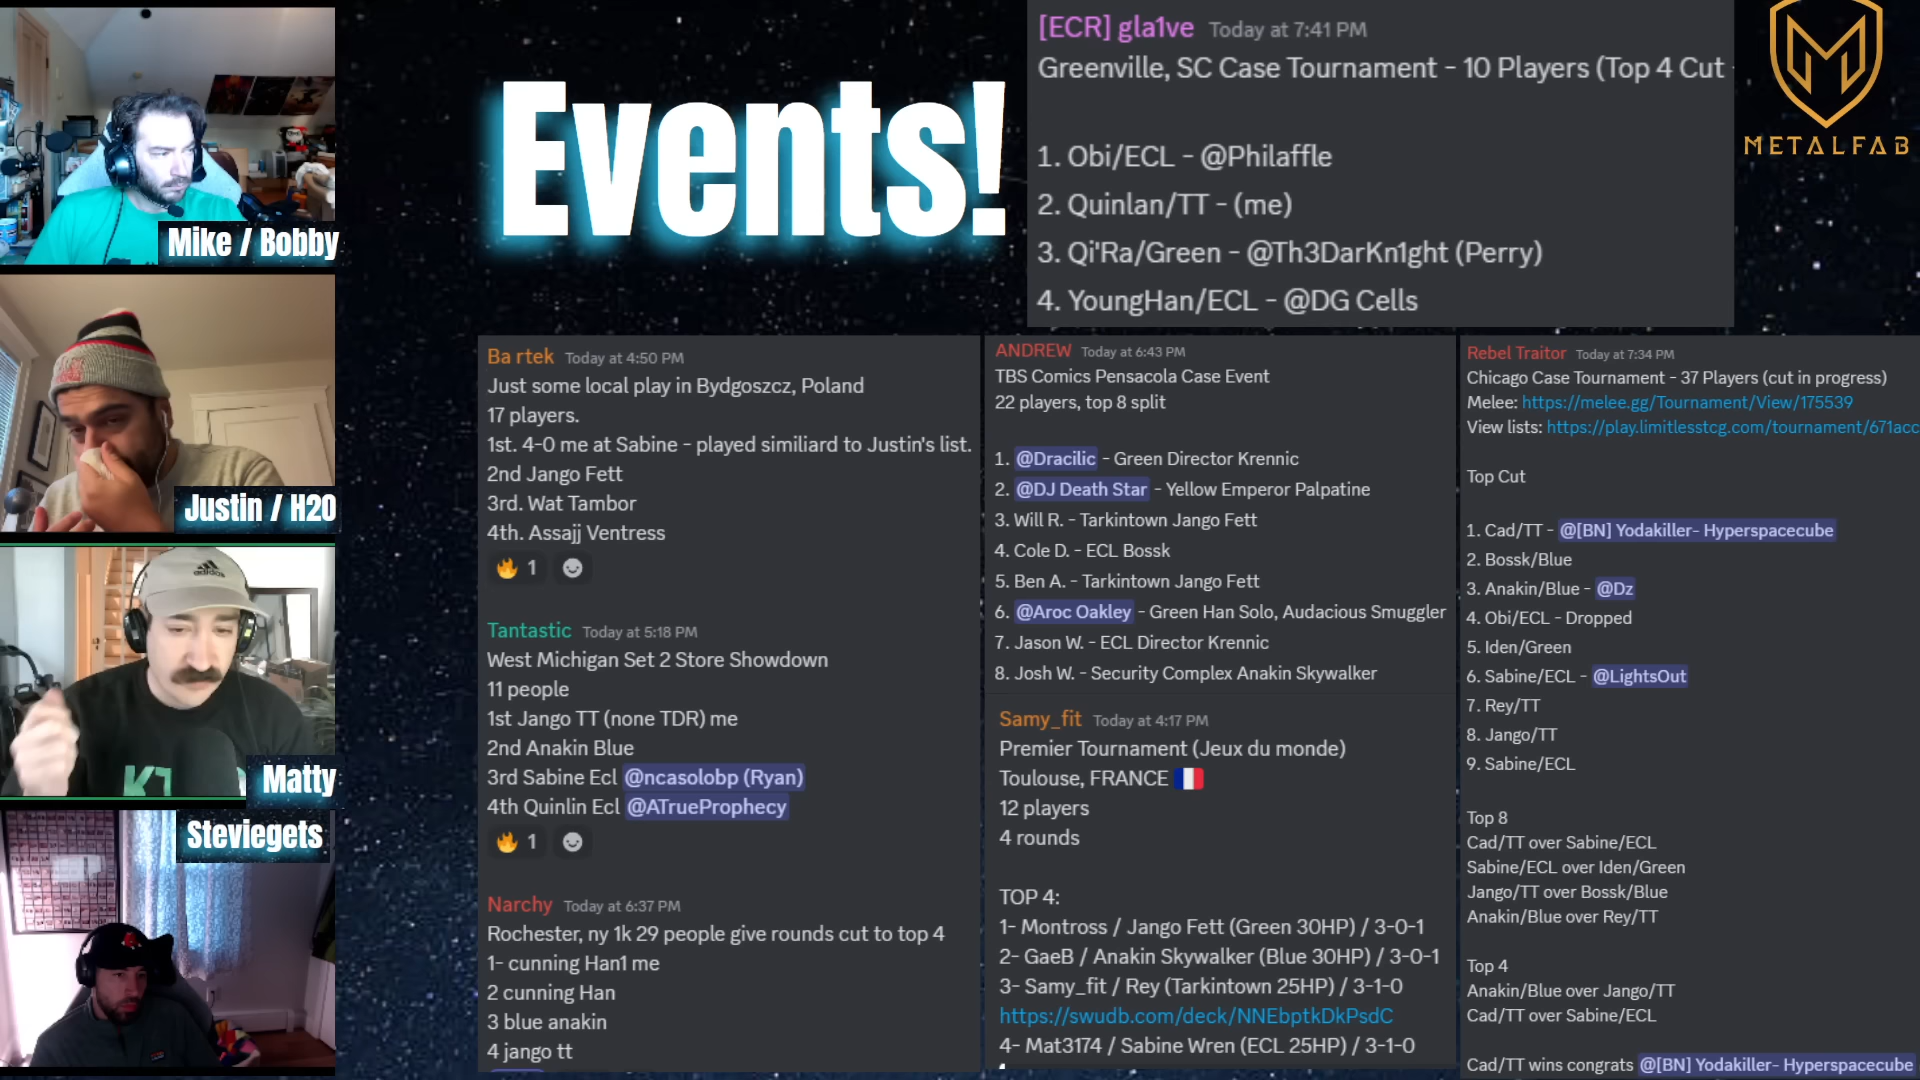 Events!
[ECR] gla1ve Today at 7:41 PM
Greenville, SC Case Tournament - 10 Players (Top 4 Cut
1. Obi/ECL - @Philaffle
2. Quinlan/TT - (me)
3. Qi'Ra/Green - @Th3DarKn1ght (Perry)
4. YoungHan/ECL - @DG Cells
METALFAB
Mike / Bobby
Justin / H2O
Matty
Steviegets
Ba rtek Today at 4:50 PM
Just some local play in Bydgoszcz, Poland
17 players.
1st. 4-0 me at Sabine - played similiard to Justin's list.
2nd Jango Fett
3rd. Wat Tambor
4th. Assajj Ventress
🔥 1
Tantastic Today at 5:18 PM
West Michigan Set 2 Store Showdown
11 people
1st Jango TT (none TDR) me
2nd Anakin Blue
3rd Sabine Ecl @ncasolobp (Ryan)
4th Quinlin Ecl @ATrueProphecy
🔥 1
Narchy Today at 6:37 PM
Rochester, ny 1k 29 people give rounds cut to top 4
1- cunning Han1 me
2 cunning Han
3 blue anakin
4 jango tt
ANDREW Today at 6:43 PM
TBS Comics Pensacola Case Event
22 players, top 8 split
1. @Dracilic - Green Director Krennic
2. @DJ Death Star - Yellow Emperor Palpatine
3. Will R. - Tarkintown Jango Fett
4. Cole D. - ECL Bossk
5. Ben A. - Tarkintown Jango Fett
6. @Aroc Oakley - Green Han Solo, Audacious Smuggler
7. Jason W. - ECL Director Krennic
8. Josh W. - Security Complex Anakin Skywalker
Samy_fit Today at 4:17 PM
Premier Tournament (Jeux du monde)
Toulouse, FRANCE 🇫🇷
12 players
4 rounds
TOP 4:
1- Montross / Jango Fett (Green 30HP) / 3-0-1
2- GaeB / Anakin Skywalker (Blue 30HP) / 3-0-1
3- Samy_fit / Rey (Tarkintown 25HP) / 3-1-0
https://swudb.com/deck/NNEbptkDkPsdC
4- Mat3174 / Sabine Wren (ECL 25HP) / 3-1-0
Rebel Traitor Today at 7:34 PM
Chicago Case Tournament - 37 Players (cut in progress)
Melee: https://melee.gg/Tournament/View/175539
View lists: https://play.limitlesstcg.com/tournament/671acc
Top Cut
1. Cad/TT - @[BN] Yodakiller- Hyperspacecube
2. Bossk/Blue
3. Anakin/Blue - @Dz
4. Obi/ECL - Dropped
5. Iden/Green
6. Sabine/ECL - @LightsOut
7. Rey/TT
8. Jango/TT
9. Sabine/ECL
Top 8
Cad/TT over Sabine/ECL
Sabine/ECL over Iden/Green
Jango/TT over Bossk/Blue
Anakin/Blue over Rey/TT
Top 4
Anakin/Blue over Jango/TT
Cad/TT over Sabine/ECL
Cad/TT wins congrats @[BN] Yodakiller- Hyperspacecube